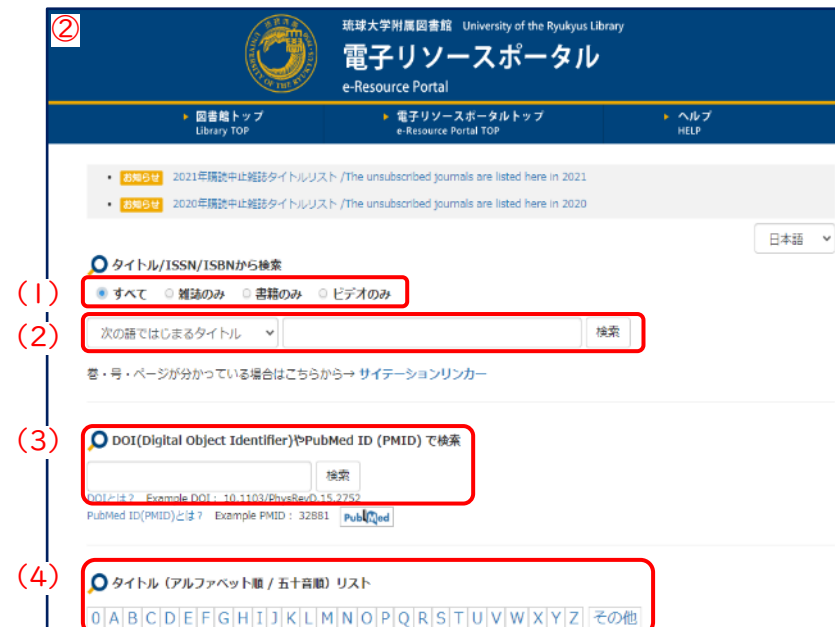 ②
琉球大学附属図書館 University of the Ryukyus Library
電子リソースポータル
e-Resource Portal
図書館トップ 電子リソースポータルトップ ヘルプ
Library TOP e-Resource Portal TOP HELP
お知らせ 2021年購読中止雑誌タイトルリスト /The unsubscribed journals are listed here in 2021
お知らせ 2020年購読中止雑誌タイトルリスト /The unsubscribed journals are listed here in 2020
日本語
タイトル/ISSN/ISBNから検索
(1) すべて 雑誌のみ 書籍のみ ビデオのみ
(2) 次の語ではじまるタイトル 検索
巻・号・ページが分かっている場合はこちらから→ サイテーションリンカー
(3) DOI(Digital Object Identifier)やPubMed ID (PMID) で検索
検索
DOIとは? Example DOI : 10.1103/PhysRevD.15.2752
PubMed ID(PMID)とは? Example PMID : 32881 PubMed
(4) タイトル(アルファベット順 / 五十音順)リスト
0 A B C D E F G H I J K L M N O P Q R S T U V W X Y Z その他